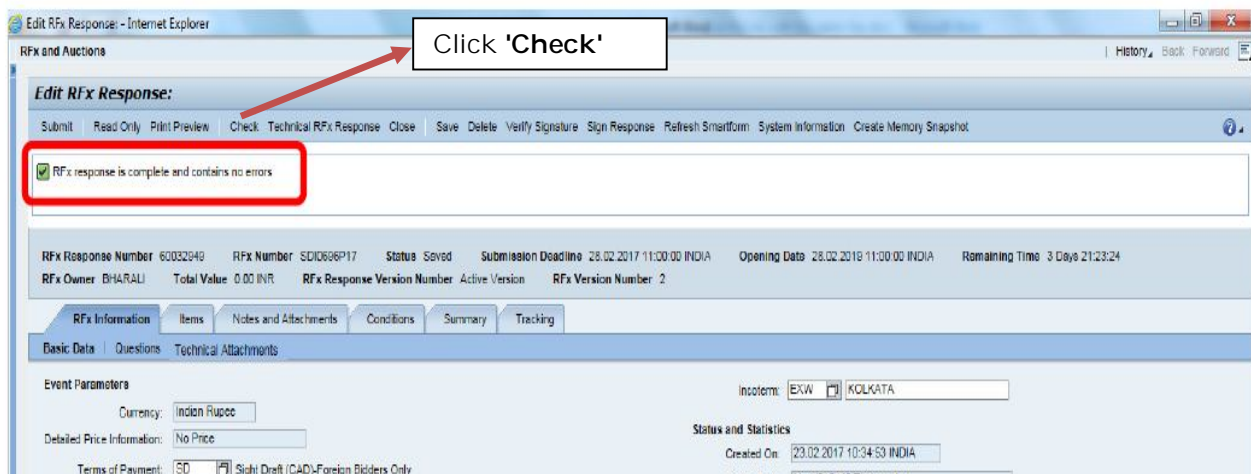 Edit RFx Response: - Internet Explorer
Click 'Check'
RFx and Auctions
History Back Forward
Edit RFx Response:
Submit Read Only Print Preview Check Technical RFx Response Close Save Delete Verify Signature Sign Response Refresh Smartform System Information Create Memory Snapshot
RFx response is complete and contains no errors
RFx Response Number 60032949 RFx Number SDI0696P17 Status Saved Submission Deadline 28.02.2017 11:00:00 INDIA Opening Date 28.02.2019 11:00:00 INDIA Remaining Time 3 Days 21:23:24
RFx Owner BHARALI Total Value 0.00 INR RFx Response Version Number Active Version RFx Version Number 2
RFx Information Items Notes and Attachments Conditions Summary Tracking
Basic Data Questions Technical Attachments
Event Parameters
Incoterm: EXW KOLKATA
Currency: Indian Rupee
Status and Statistics
Detailed Price Information: No Price
Created On: 23.02.2017 10:34:53 INDIA
Terms of Payment: SD Sight Draft (CAD)-Foreign Bidders Only